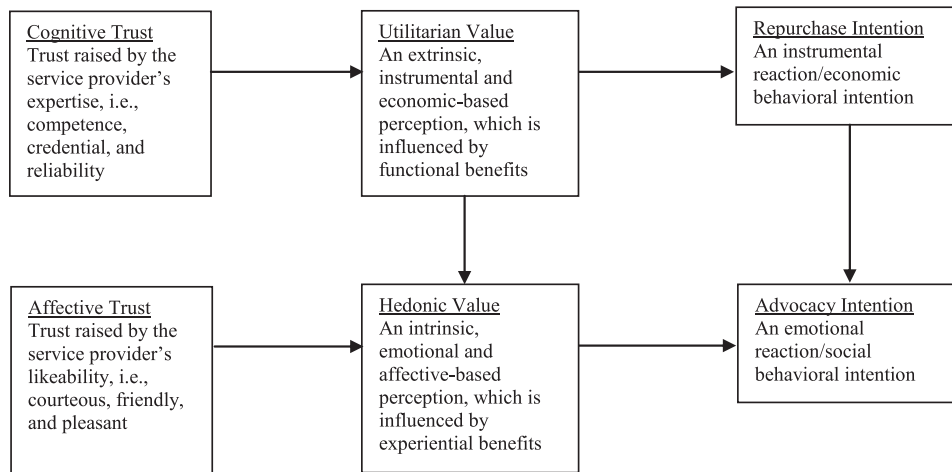 Cognitive Trust
Trust raised by the
service provider's
expertise, i.e.,
competence,
credential, and
reliability
Utilitarian Value
An extrinsic,
instrumental and
economic-based
perception, which is
influenced by
functional benefits
Repurchase Intention
An instrumental
reaction/economic
behavioral intention
Affective Trust
Trust raised by the
service provider's
likeability, i.e.,
courteous, friendly,
and pleasant
Hedonic Value
An intrinsic,
emotional and
affective-based
perception, which is
influenced by
experiential benefits
Advocacy Intention
An emotional
reaction/social
behavioral intention